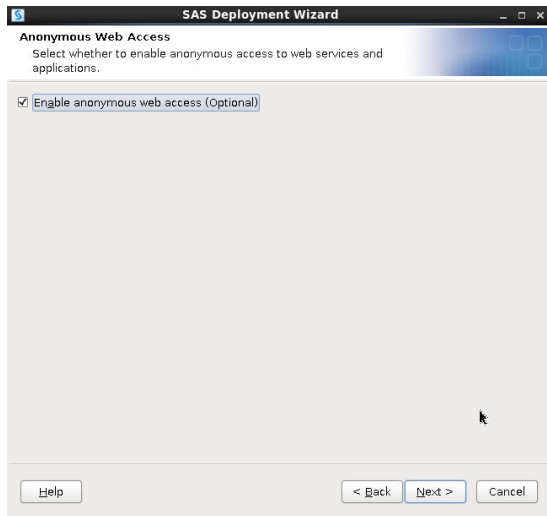 SAS Deployment Wizard
Anonymous Web Access
Select whether to enable anonymous access to web services and
applications.
Enable anonymous web access (Optional)
Help
< Back
Next >
Cancel